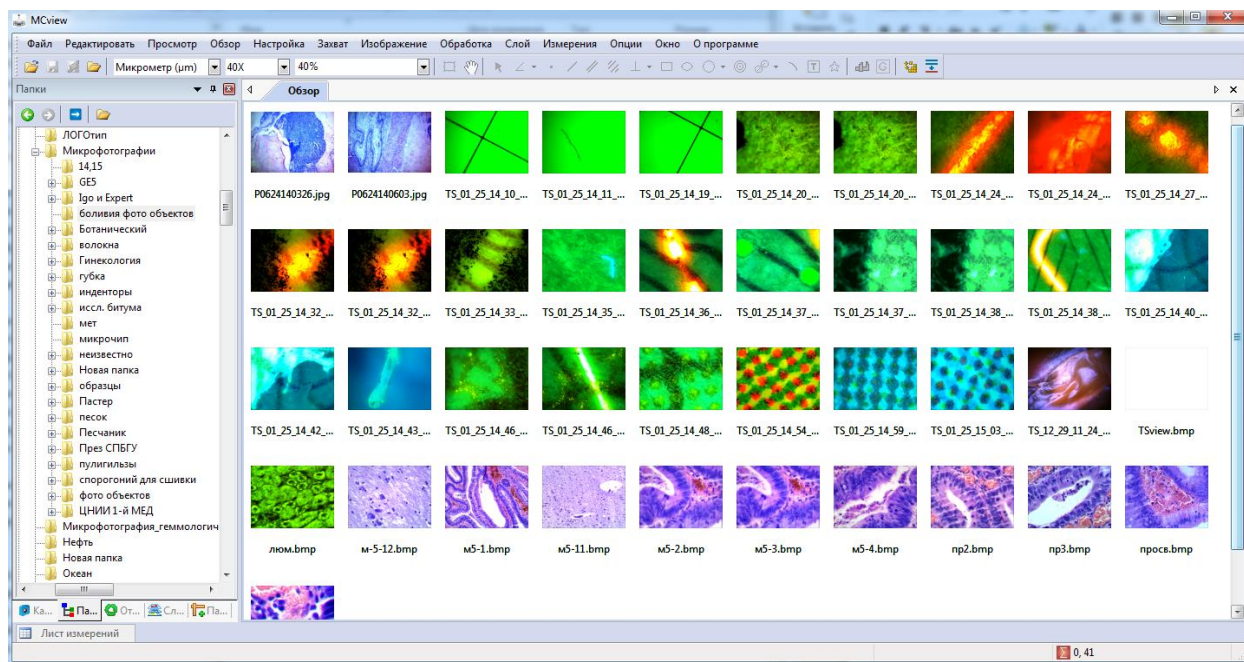 MCview
Файл Редактировать Просмотр Обзор Настройка Захват Изображение Обработка Слой Измерения Опции Окно О программе
Микрометр (µm) 40X 40%
Папки
Обзор
ЛОГОтип
Микрофотографии
14,15
GE5
Igo и Expert
боливия фото объектов
Ботанический
волокна
Гинекология
губка
инденторы
иссл. битума
мет
микрочип
неизвестно
Новая папка
образцы
Пастер
песок
Песчаник
През СПБГУ
пулигильзы
спорогоний для сшивки
фото объектов
ЦНИИ 1-й МЕД
Микрофотография_геммологич
Нефть
Новая папка
Океан
Ка... Па... От... Сл... Па...
P0624140326.jpg P0624140603.jpg TS_01_25_14_10_... TS_01_25_14_11_... TS_01_25_14_19_... TS_01_25_14_20_... TS_01_25_14_20_... TS_01_25_14_24_... TS_01_25_14_24_... TS_01_25_14_27_...
TS_01_25_14_32_... TS_01_25_14_32_... TS_01_25_14_33_... TS_01_25_14_35_... TS_01_25_14_36_... TS_01_25_14_37_... TS_01_25_14_37_... TS_01_25_14_38_... TS_01_25_14_38_... TS_01_25_14_40_...
TS_01_25_14_42_... TS_01_25_14_43_... TS_01_25_14_46_... TS_01_25_14_46_... TS_01_25_14_48_... TS_01_25_14_54_... TS_01_25_14_59_... TS_01_25_15_03_... TS_12_29_11_24_... TSview.bmp
люм.bmp м-5-12.bmp м5-1.bmp м5-11.bmp м5-2.bmp м5-3.bmp м5-4.bmp пр2.bmp пр3.bmp просв.bmp
Лист измерений
0, 41